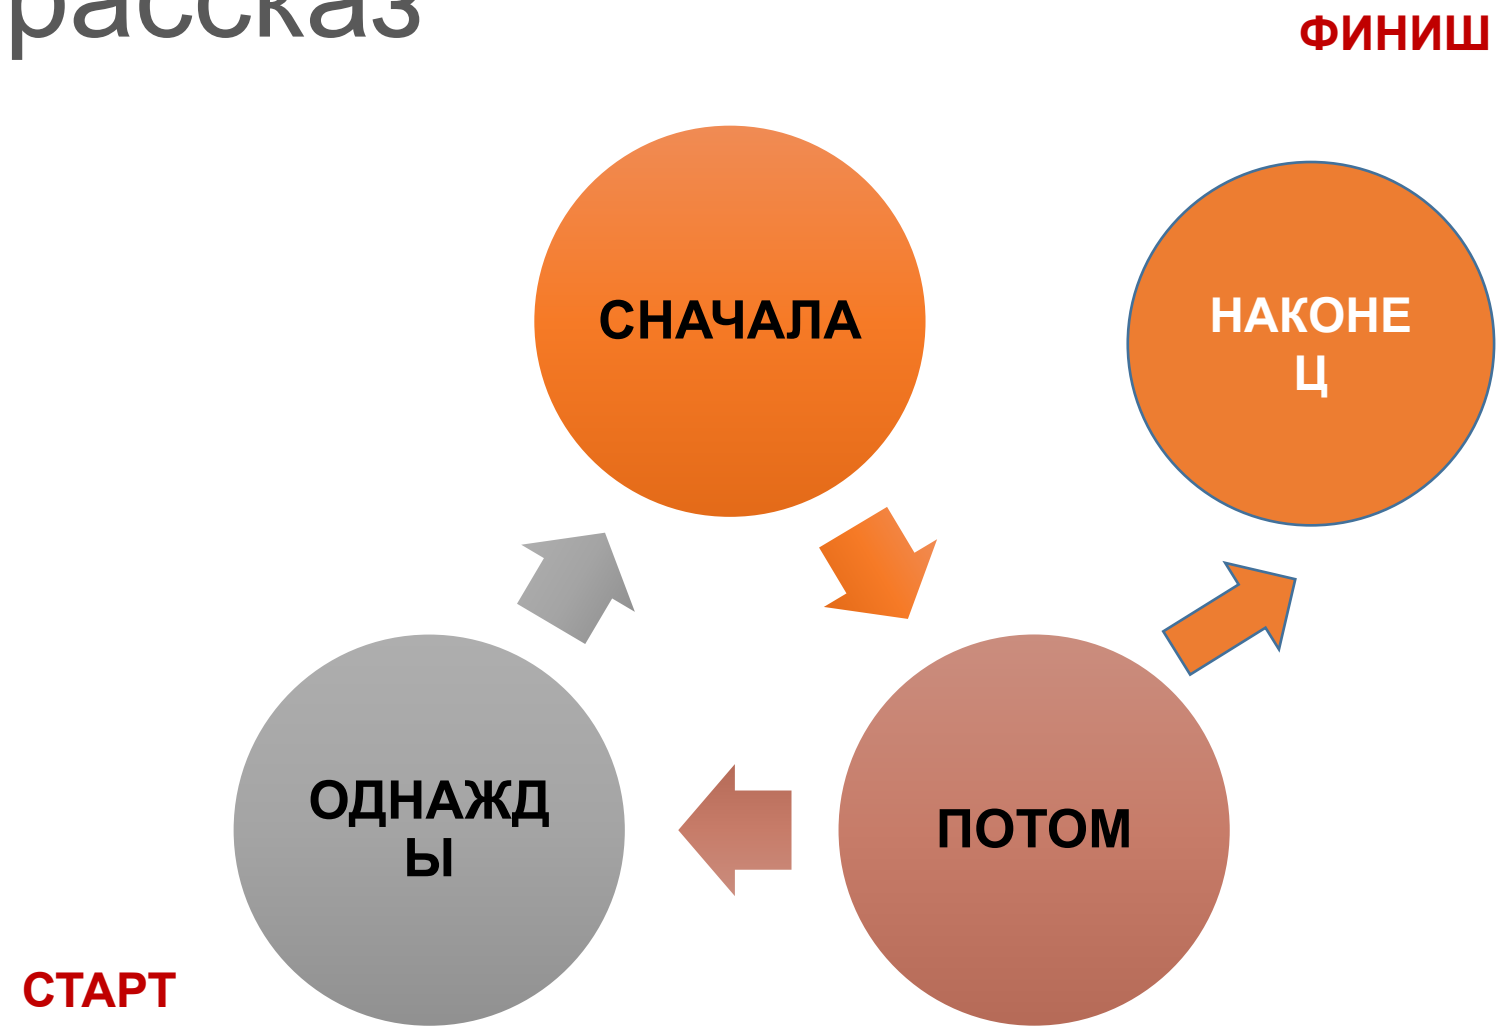 рассказ
ФИНИШ
СНАЧАЛА
НАКОНЕ
Ц
ОДНАЖД
Ы
ПОТОМ
СТАРТ